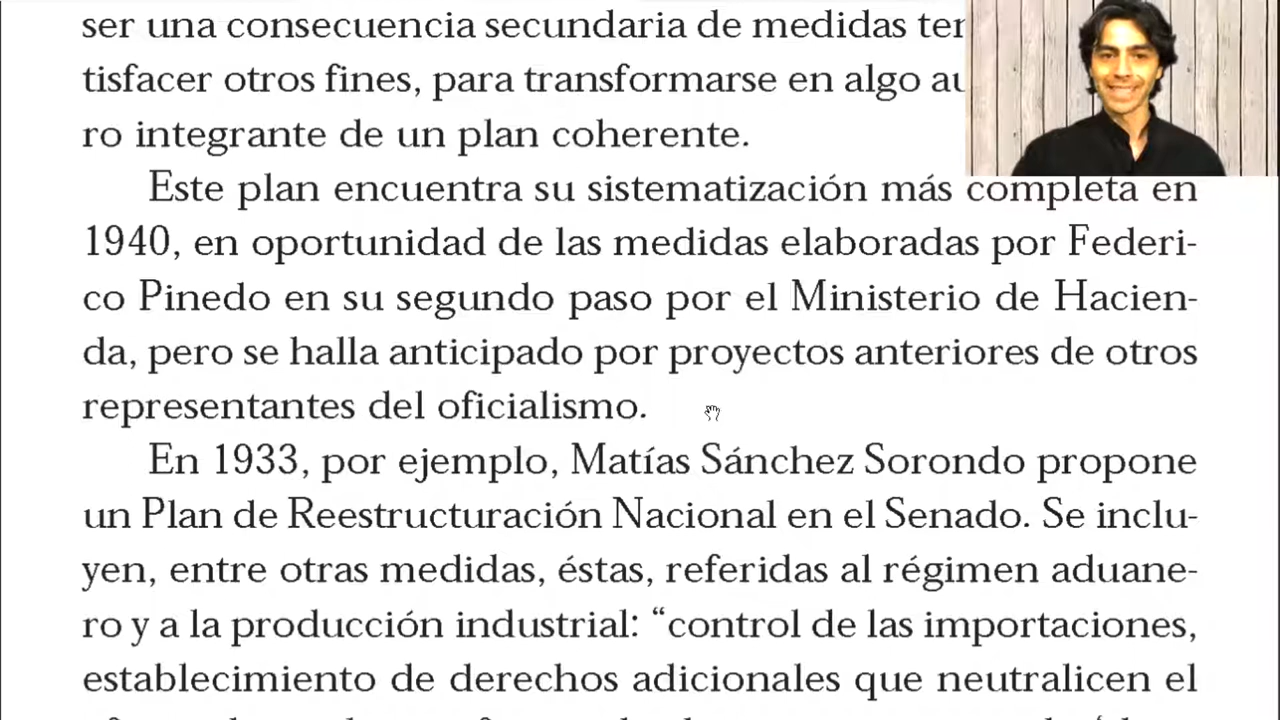 ser una consecuencia secundaria de medidas
tisfacer otros fines, para transformarse en algo
ro integrante de un plan coherente.
Este plan encuentra su sistematización más completa en
1940, en oportunidad de las medidas elaboradas por Federi-
co Pinedo en su segundo paso por el Ministerio de Hacien-
da, pero se halla anticipado por proyectos anteriores de otros
representantes del oficialismo.
En 1933, por ejemplo, Matías Sánchez Sorondo propone
un Plan de Reestructuración Nacional en el Senado. Se inclu-
yen, entre otras medidas, éstas, referidas al régimen aduane-
ro y a la producción industrial: “control de las importaciones,
establecimiento de derechos adicionales que neutralicen el